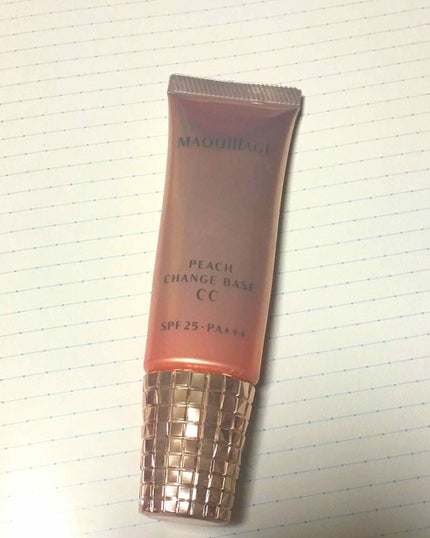 MAQUIllAGE
PEACH
CHANGE BASE
CC
SPF25・PA+++